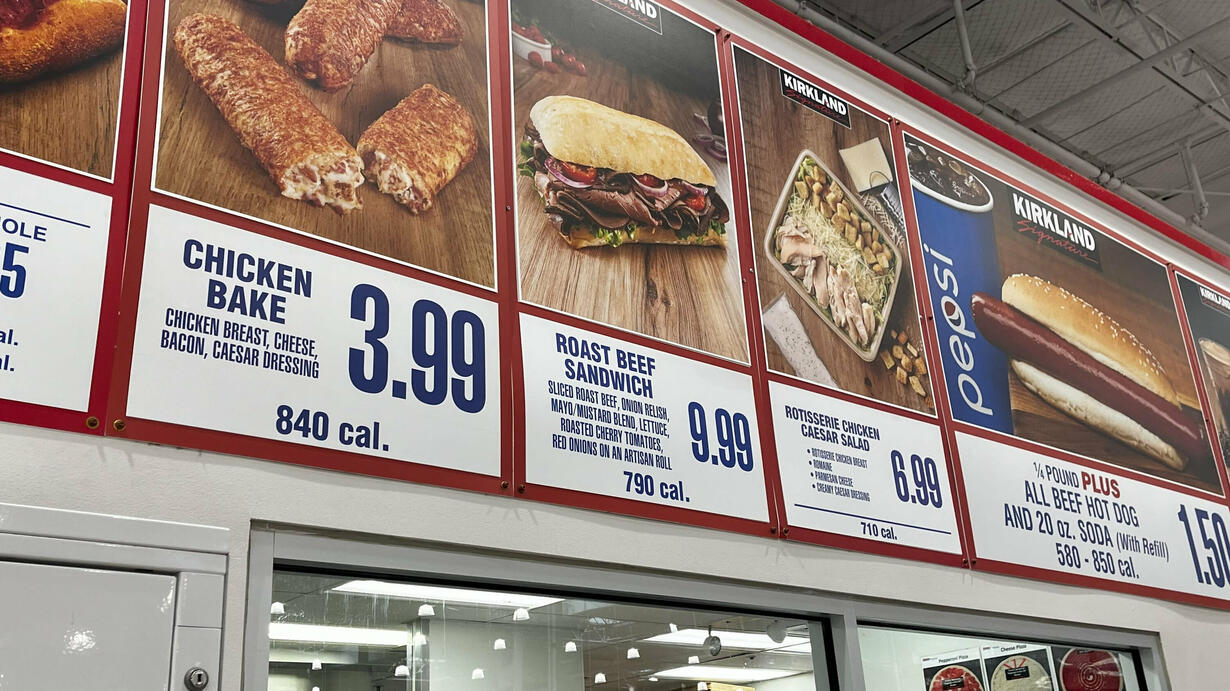 OLE
5
al.
al.
CHICKEN
BAKE
CHICKEN BREAST, CHEESE,
BACON, CAESAR DRESSING
3.99
840 cal.
KIRKLAND
ROAST BEEF
SANDWICH
SLICED ROAST BEEF, ONION RELISH,
MAYO/MUSTARD BLEND, LETTUCE,
ROASTED CHERRY TOMATOES,
RED ONIONS ON AN ARTISAN ROLL
9.99
790 cal.
KIRKLAND
Signature
ROTISSERIE CHICKEN
CAESAR SALAD
• ROTISSERIE CHICKEN BREAST
• ROMAINE
• PARMESAN CHEESE
• CREAMY CAESAR DRESSING
6.99
710 cal.
pepsi
KIRKLAND
Signature
¼ POUND PLUS
ALL BEEF HOT DOG
AND 20 oz. SODA (With Refill)
580 - 850 cal.
1.50
KIRKLAND
Pepperoni Pizza
Cheese Pizza